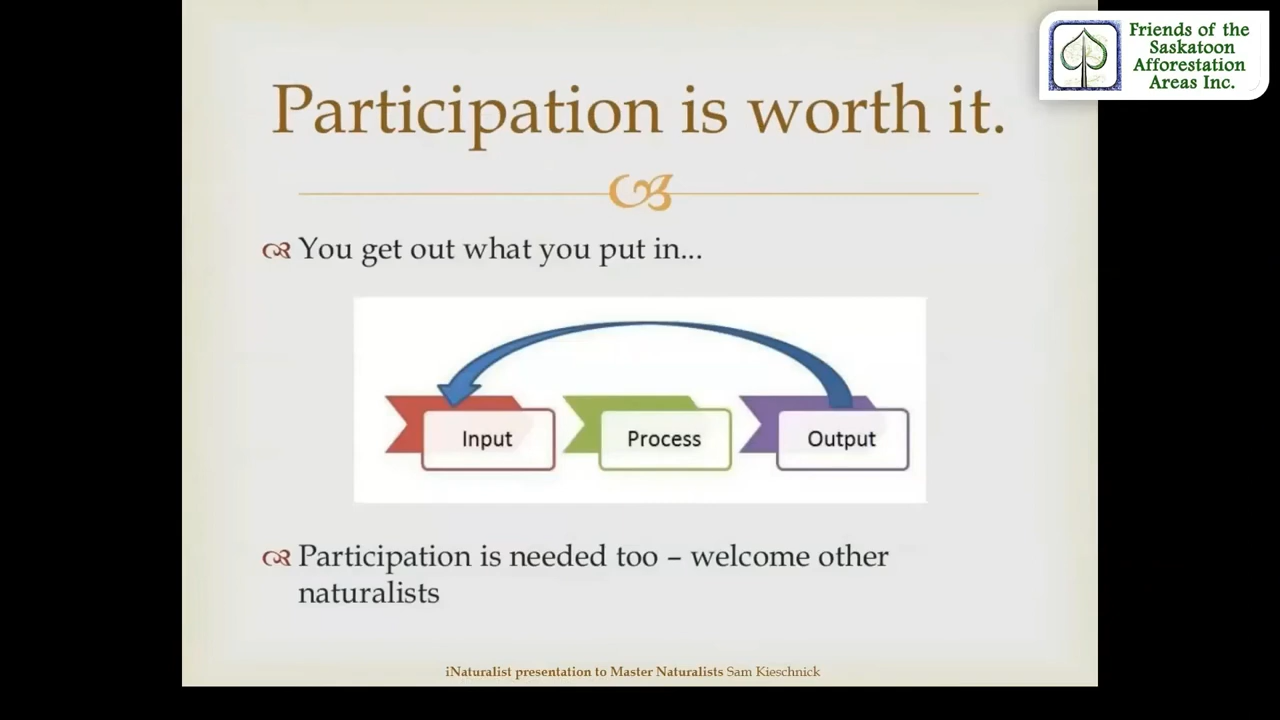 Friends of the
Saskatoon
Afforestation
Areas Inc.
Participation is worth it.
You get out what you put in...
Input
Process
Output
Participation is needed too – welcome other
naturalists
iNaturalist presentation to Master Naturalists Sam Kieschnick